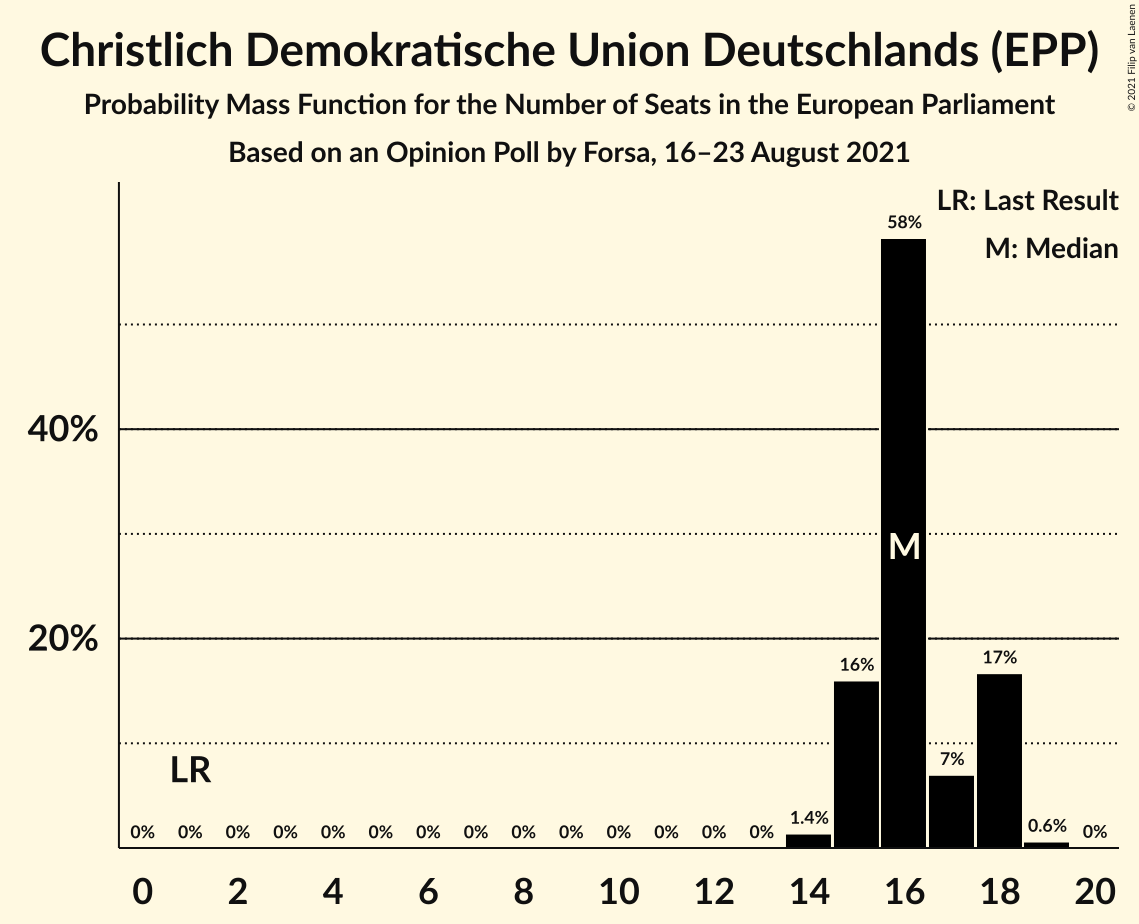 Christlich Demokratische Union Deutschlands (EPP)
Probability Mass Function for the Number of Seats in the European Parliament
Based on an Opinion Poll by Forsa, 16–23 August 2021
© 2021 Filip van Laenen
LR: Last Result
M: Median
58%
40%
M
20%
16%
17%
7%
LR
0% 0% 0% 0% 0% 0% 0% 0% 0% 0% 0% 0% 0% 0% 1.4% 0.6% 0%
0 2 4 6 8 10 12 14 16 18 20